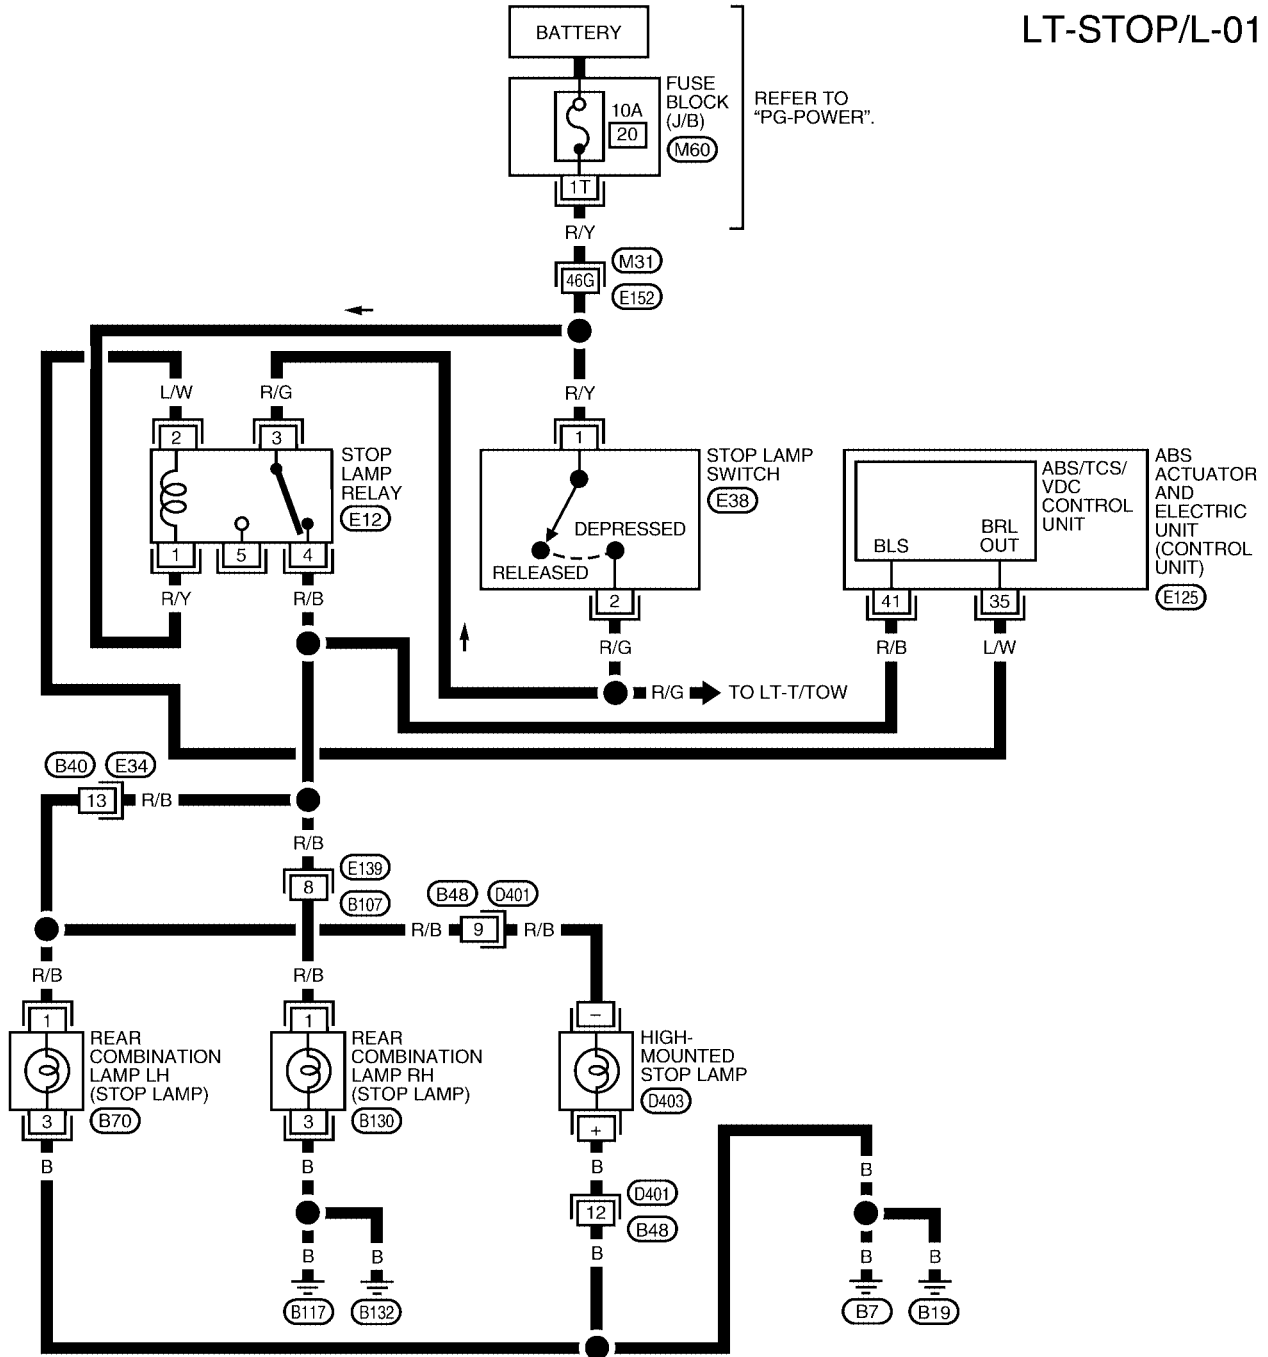 LT-STOP/L-01
BATTERY
FUSE
BLOCK
(J/B)
M60
10A
20
REFER TO
“PG-POWER”.
1T
R/Y
46G
M31
E152
L/W
R/G
R/Y
2
3
STOP
LAMP
RELAY
E12
1
5
4
R/Y
R/B
1
STOP LAMP
SWITCH
E38
DEPRESSED
RELEASED
2
R/G
R/G
TO LT-T/TOW
ABS/TCS/
VDC
CONTROL
UNIT
BLS
BRL
OUT
ABS
ACTUATOR
AND
ELECTRIC
UNIT
(CONTROL
UNIT)
E125
41
35
R/B
L/W
B40
E34
13
R/B
R/B
8
E139
B107
B48
D401
R/B
9
R/B
R/B
R/B
1
REAR
COMBINATION
LAMP LH
(STOP LAMP)
B70
3
B
1
REAR
COMBINATION
LAMP RH
(STOP LAMP)
B130
3
B
B
B
B117
B132
−
HIGH-
MOUNTED
STOP LAMP
D403
+
B
12
D401
B48
B
B
B
B
B7
B19